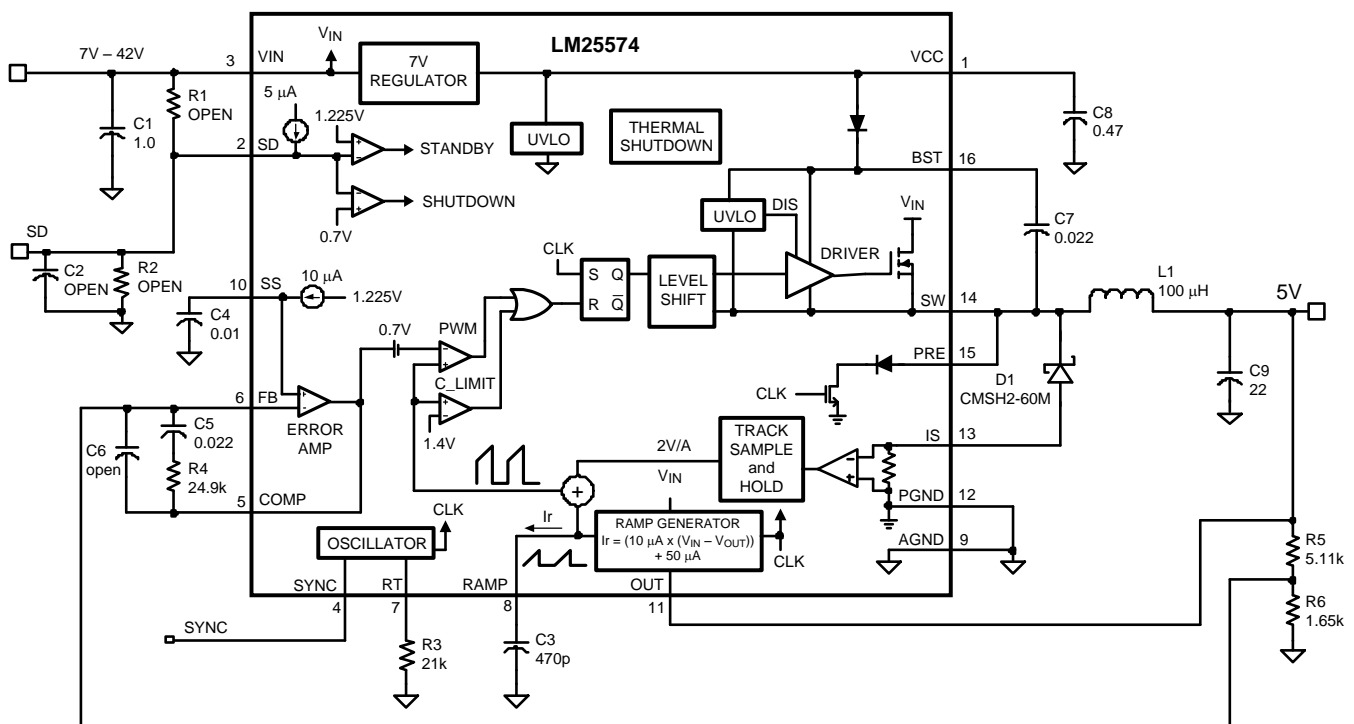 LM25574
7V – 42V
3
VIN
V_IN
7V
REGULATOR
VCC
1
R1
OPEN
C1
1.0
5 µA
1.225V
2
SD
STANDBY
UVLO
THERMAL
SHUTDOWN
C8
0.47
SHUTDOWN
0.7V
BST
16
SD
C2
OPEN
R2
OPEN
UVLO
DIS
V_IN
C7
0.022
CLK
DRIVER
10
SS
10 µA
1.225V
S Q
R Q̅
LEVEL
SHIFT
SW
14
L1
100 µH
5V
C4
0.01
0.7V
PWM
C_LIMIT
1.4V
PRE
15
CLK
D1
CMSH2-60M
C9
22
6
FB
ERROR
AMP
C6
open
C5
0.022
R4
24.9k
5
COMP
2V/A
V_IN
TRACK
SAMPLE
and
HOLD
IS
13
PGND
12
AGND
9
CLK
OSCILLATOR
Ir
RAMP GENERATOR
Ir = (10 µA x (V_IN – V_OUT))
+ 50 µA
CLK
R5
5.11k
R6
1.65k
SYNC
4
RT
7
RAMP
8
OUT
11
SYNC
R3
21k
C3
470p